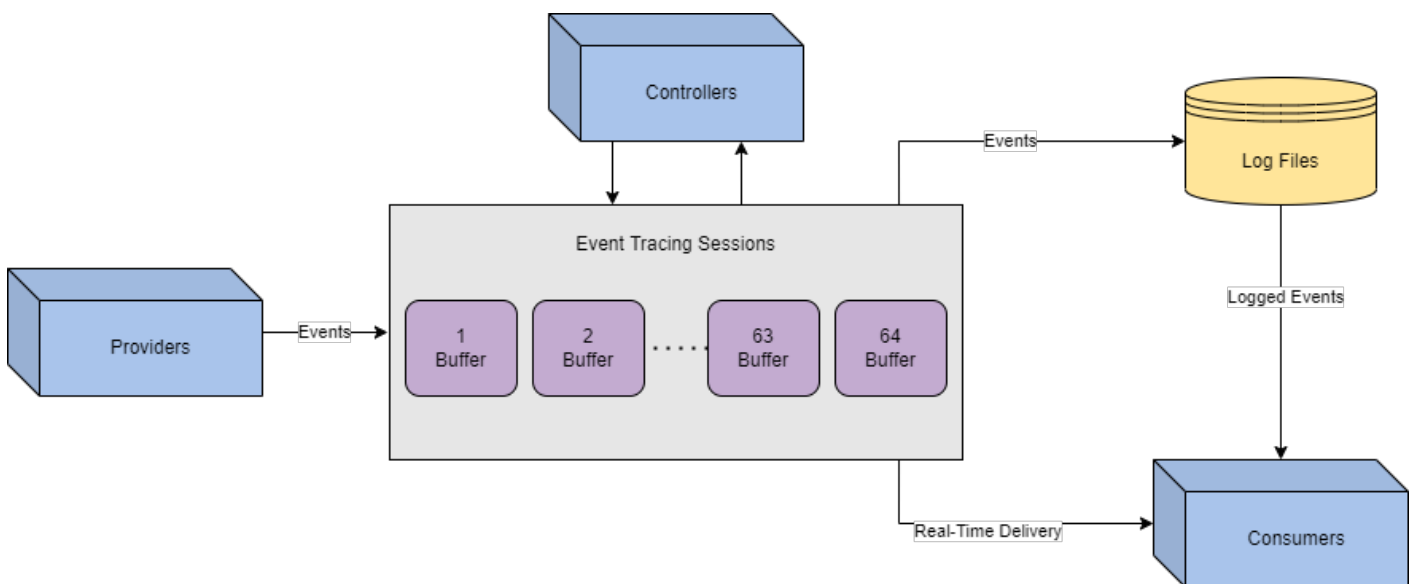 Controllers
Events
Log Files
Event Tracing Sessions
Providers
Events
1
Buffer
2
Buffer
.....
63
Buffer
64
Buffer
Logged Events
Real-Time Delivery
Consumers